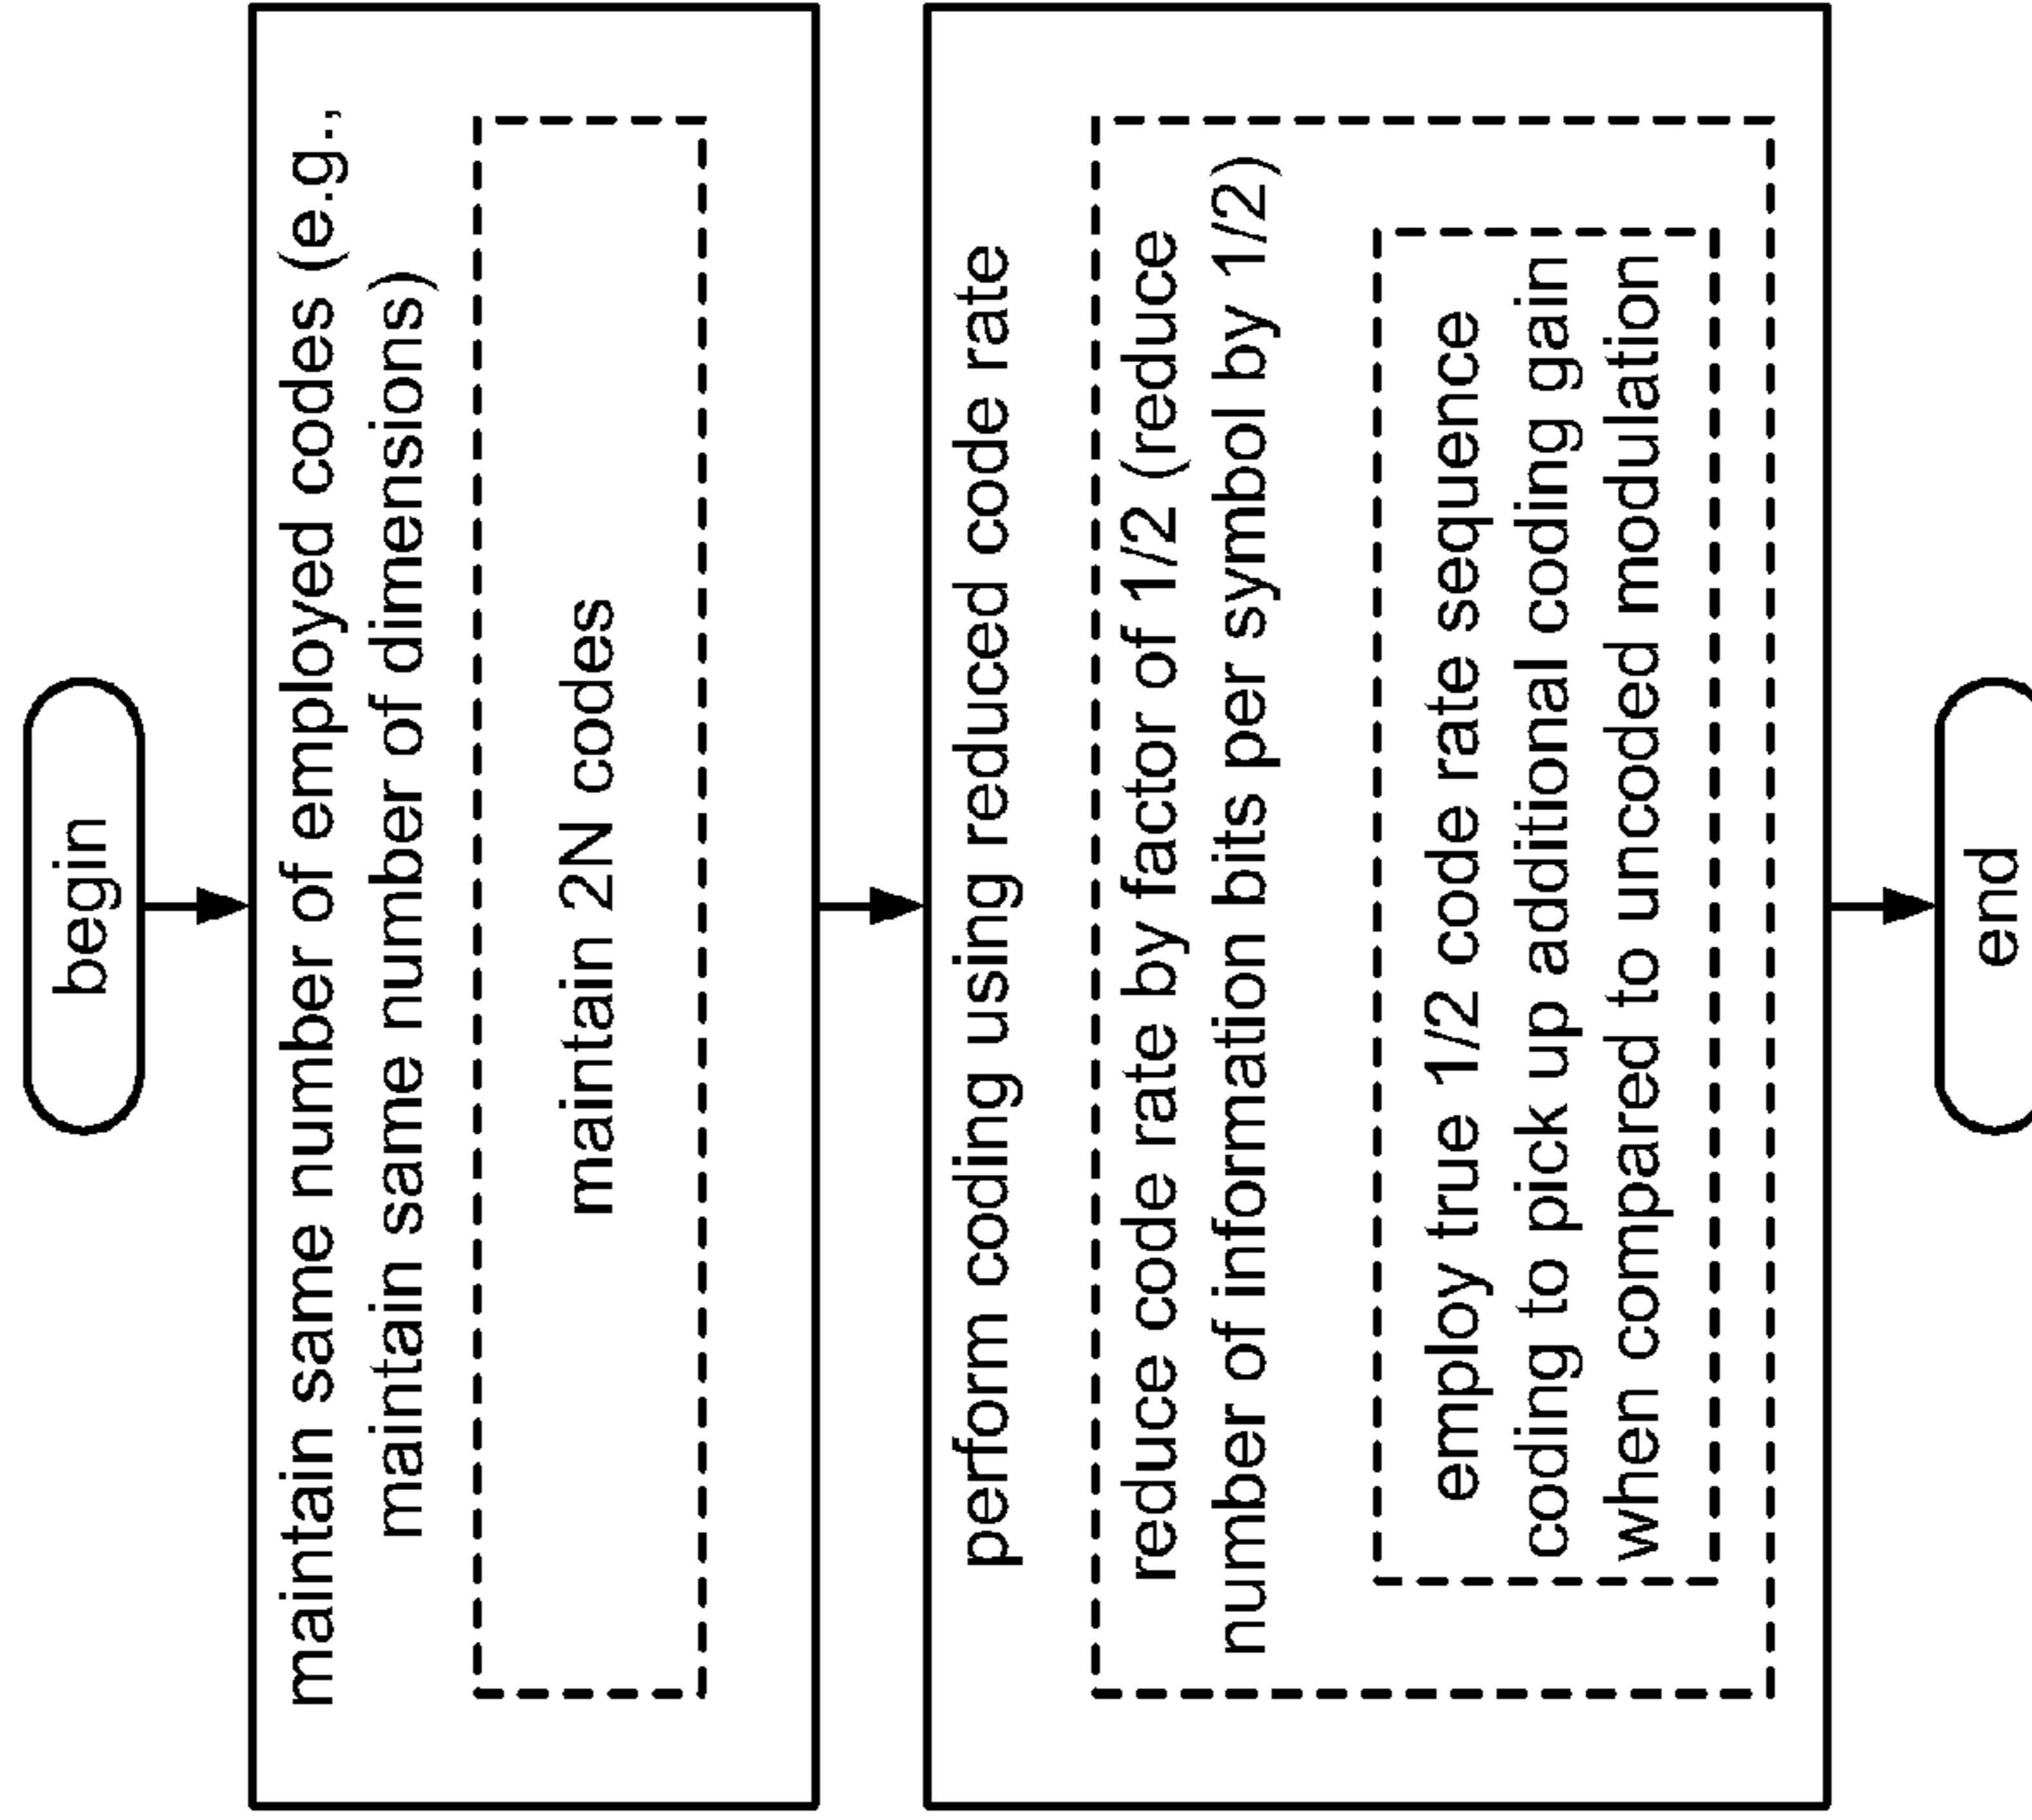 begin
maintain same number of employed codes (e.g.,
maintain same number of dimensions)
maintain 2N codes
perform coding using reduced code rate
reduce code rate by factor of 1/2 (reduce
number of information bits per symbol by 1/2)
employ true 1/2 code rate sequence
coding to pick up additional coding gain
when compared to uncoded modulation
end